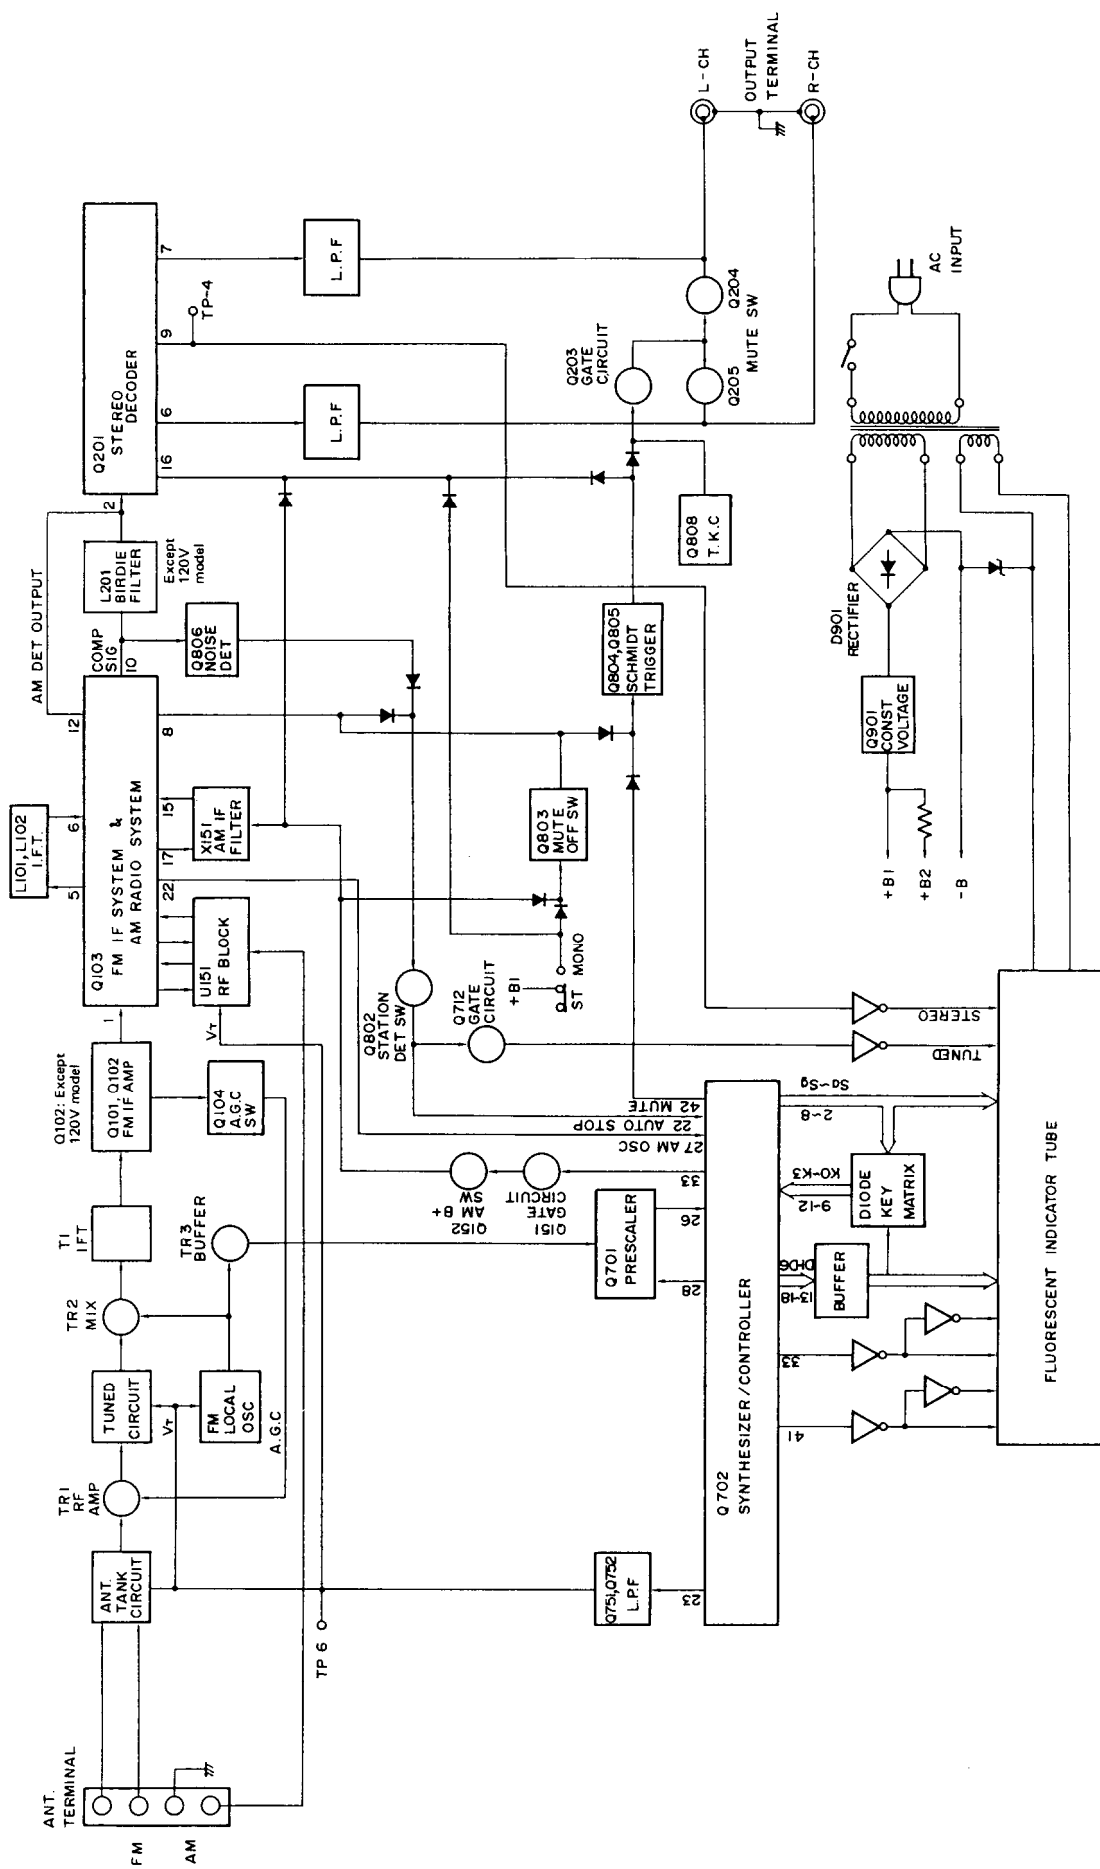 ANT.
TERMINAL
FM
AM
ANT.
TANK
CIRCUIT
TR1
RF
AMP
TUNED
CIRCUIT
VT
FM
LOCAL
OSC
A.G.C
TR2
MIX
TR3
BUFFER
T1
IFT
Q102: Except
120V model
Q101, Q102
FM IF AMP
Q104
A.G.C
SW
1
Q103
FM IF SYSTEM &
AM RADIO SYSTEM
5
6
12
L101, L102
I.F.T.
VT
U151
RF BLOCK
22
17
15
8
10
X151
AM IF
FILTER
AM DET OUTPUT
COMP
SIG
Q806
NOISE
DET
L201
BIRDIE
FILTER
Except
120V
model
2
Q201
STEREO
DECODER
16
6
9
7
TP-4
L.P.F
L.P.F
TP 6
Q802
STATION
DET SW
Q712
GATE
CIRCUIT
+B1
ST MONO
Q803
MUTE
OFF SW
Q804, Q805
SCHMIDT
TRIGGER
Q808
T.K.C
Q203
GATE
CIRCUIT
Q205
Q204
MUTE SW
L-CH
OUTPUT
TERMINAL
R-CH
Q751, Q752
L.P.F
23
Q701
PRESCALER
28
26
Q151
GATE
CIRCUIT
Q152
AM B+
SW
33
27 AM OSC
22 AUTO STOP
42 MUTE
Q702
SYNTHESIZER/CONTROLLER
41
33
13-18
D1-D6
BUFFER
9-12
K0-K3
DIODE
KEY
MATRIX
2~8
Sa~Sg
TUNED
STEREO
FLUORESCENT INDICATOR TUBE
+B1
+B2
-B
Q901
CONST
VOLTAGE
D901
RECTIFIER
AC
INPUT